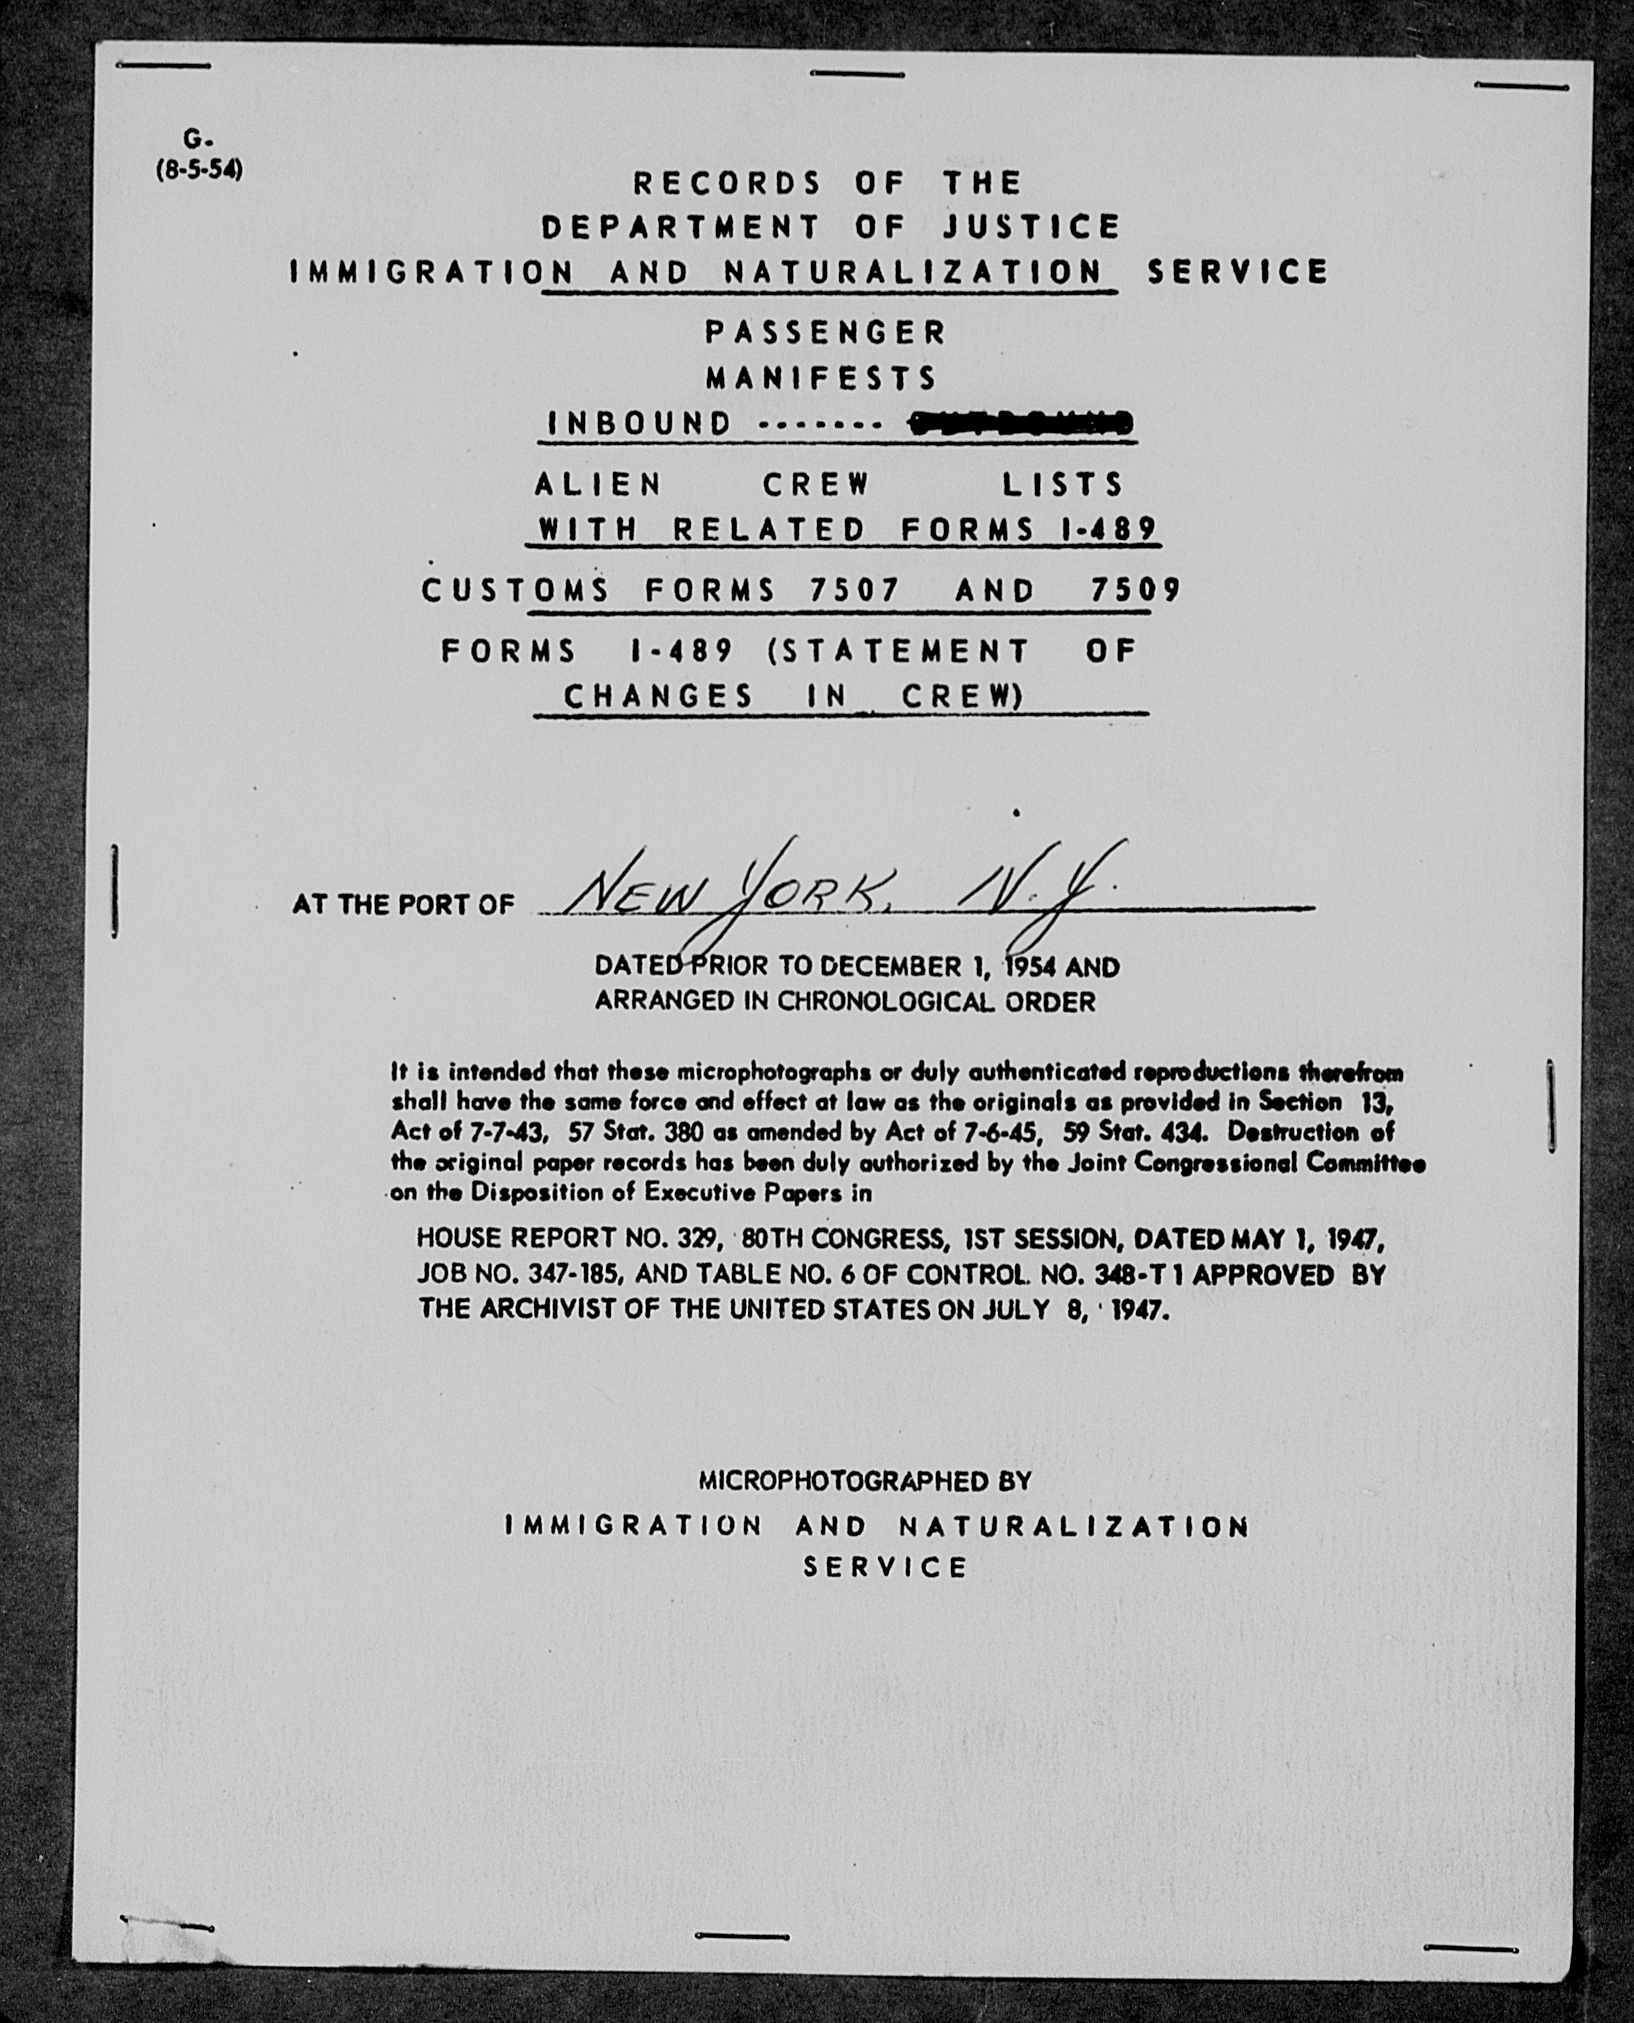 G.
(8-5-54)
RECORDS OF THE
DEPARTMENT OF JUSTICE
IMMIGRATION AND NATURALIZATION SERVICE
PASSENGER
MANIFESTS
INBOUND -------
ALIEN CREW LISTS
WITH RELATED FORMS I-489
CUSTOMS FORMS 7507 AND 7509
FORMS I-489 (STATEMENT OF
CHANGES IN CREW)
AT THE PORT OF NEW YORK, N.Y.
DATED PRIOR TO DECEMBER 1, 1954 AND
ARRANGED IN CHRONOLOGICAL ORDER
It is intended that these microphotographs or duly authenticated reproductions therefrom
shall have the same force and effect at law as the originals as provided in Section 13,
Act of 7-7-43, 57 Stat. 380 as amended by Act of 7-6-45, 59 Stat. 434. Destruction of
the original paper records has been duly authorized by the Joint Congressional Committee
on the Disposition of Executive Papers in
HOUSE REPORT NO. 329, 80TH CONGRESS, 1ST SESSION, DATED MAY 1, 1947,
JOB NO. 347-185, AND TABLE NO. 6 OF CONTROL NO. 348-T1 APPROVED BY
THE ARCHIVIST OF THE UNITED STATES ON JULY 8, 1947.
MICROPHOTOGRAPHED BY
IMMIGRATION AND NATURALIZATION
SERVICE